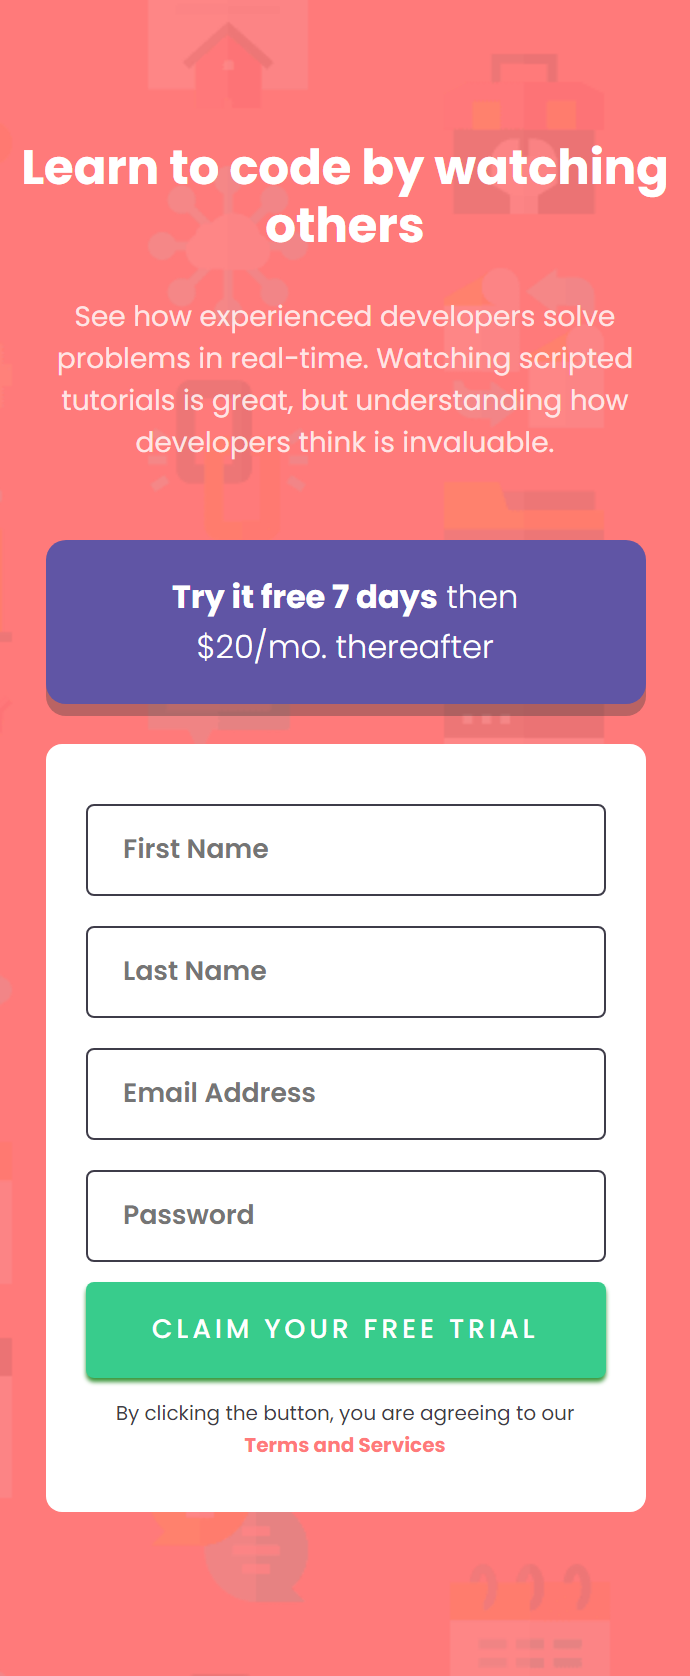 Learn to code by watching
others
See how experienced developers solve
problems in real-time. Watching scripted
tutorials is great, but understanding how
developers think is invaluable.
Try it free 7 days then
$20/mo. thereafter
First Name
Last Name
Email Address
Password
CLAIM YOUR FREE TRIAL
By clicking the button, you are agreeing to our
Terms and Services